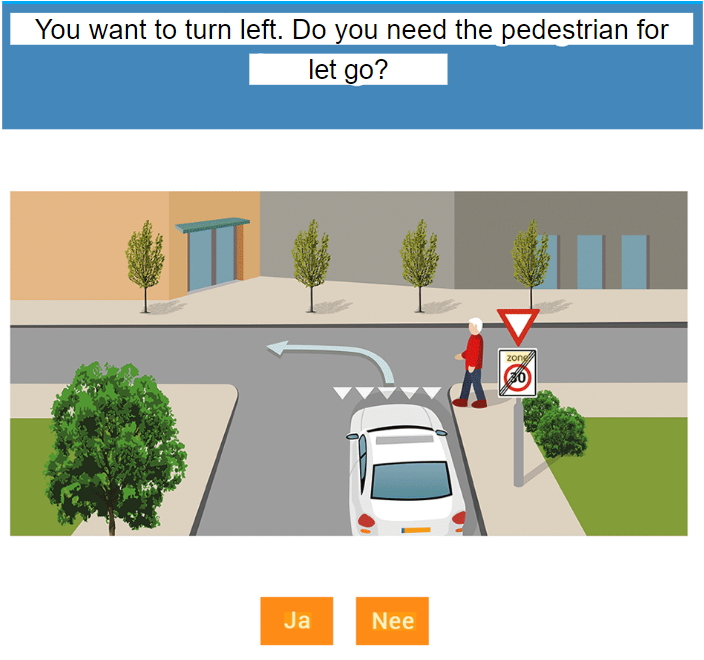 You want to turn left. Do you need the pedestrian for
let go?
zone
30
Ja
Nee